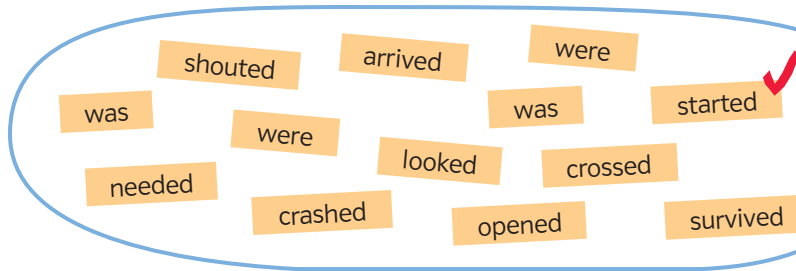 shouted
arrived
were
was
were
was
started
needed
looked
crossed
crashed
opened
survived